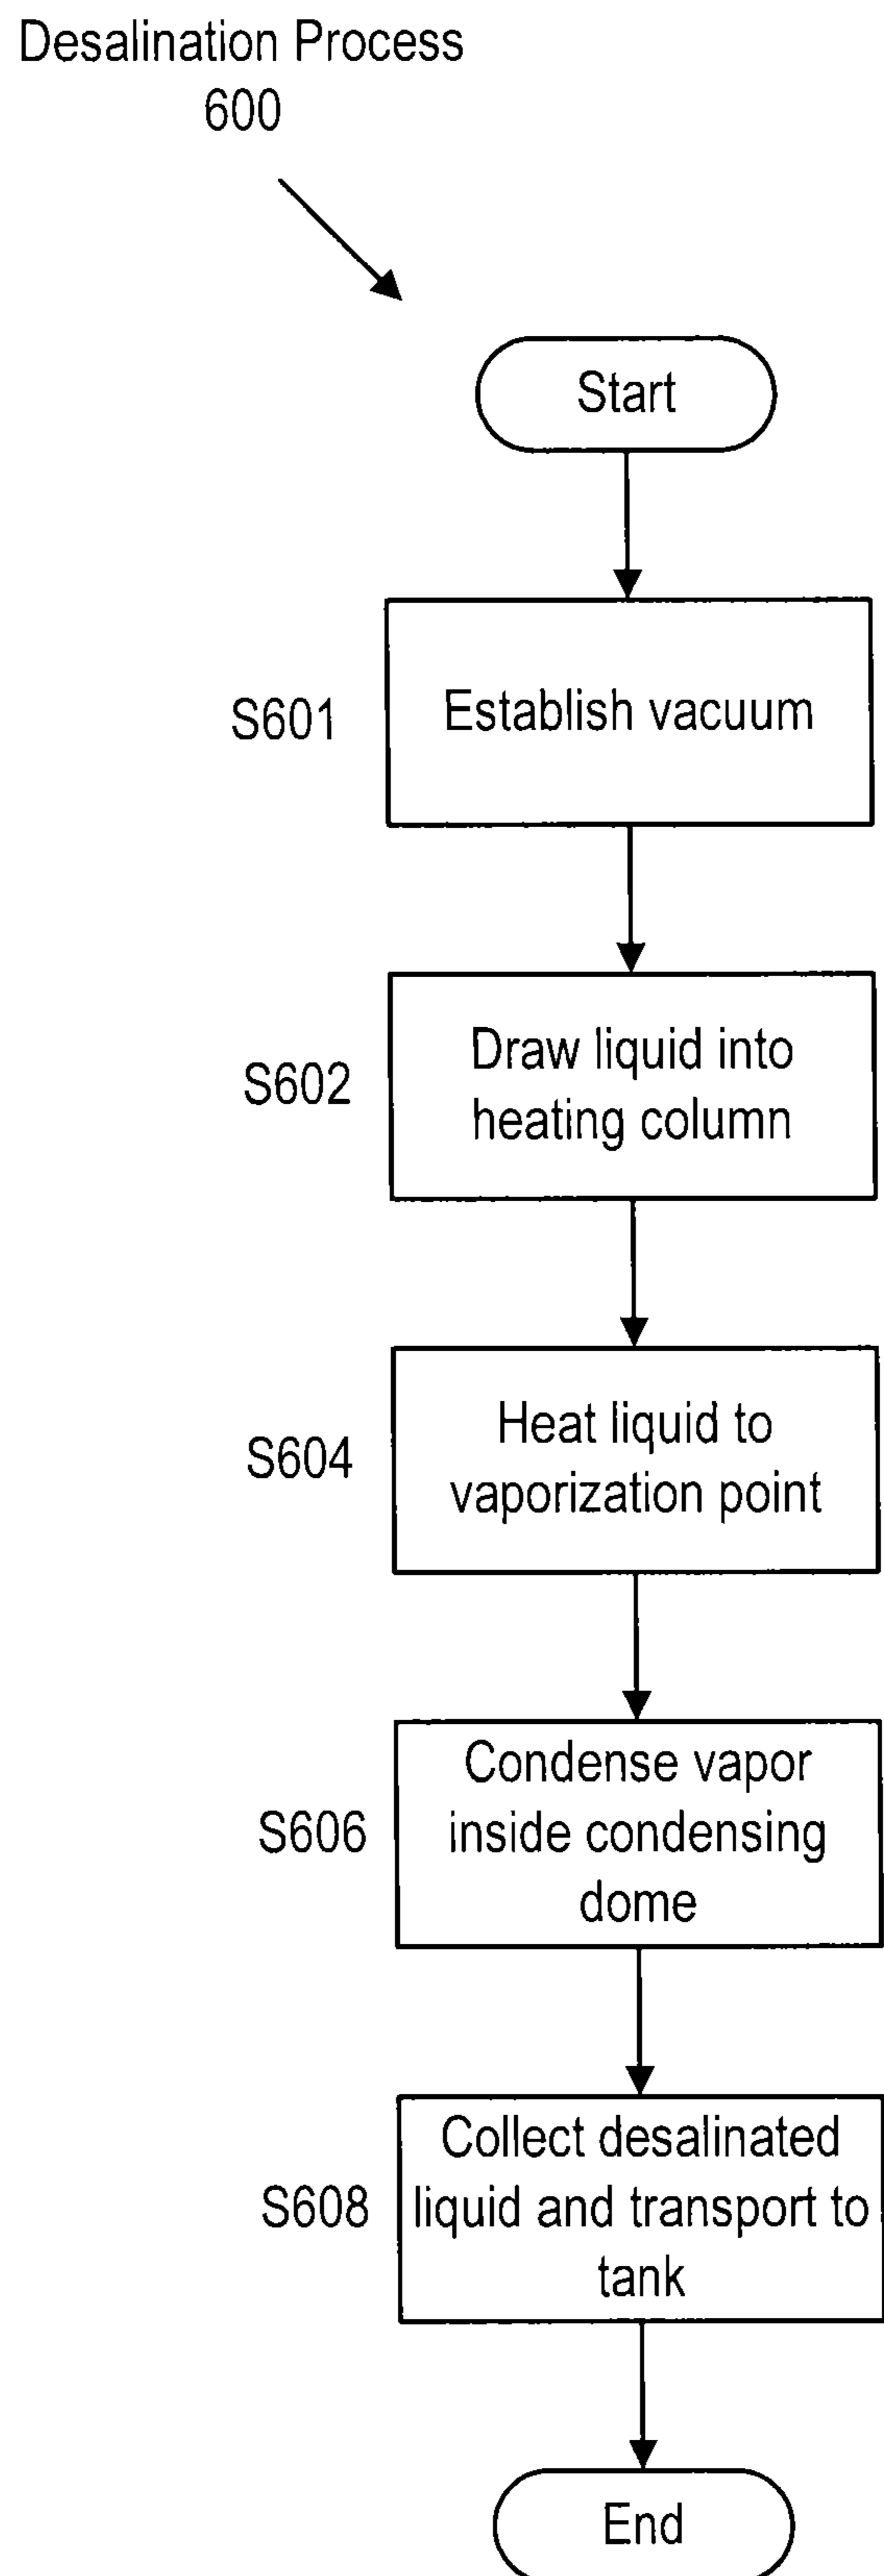 Desalination Process
600
Start
S601
Establish vacuum
S602
Draw liquid into
heating column
S604
Heat liquid to
vaporization point
S606
Condense vapor
inside condensing
dome
S608
Collect desalinated
liquid and transport to
tank
End